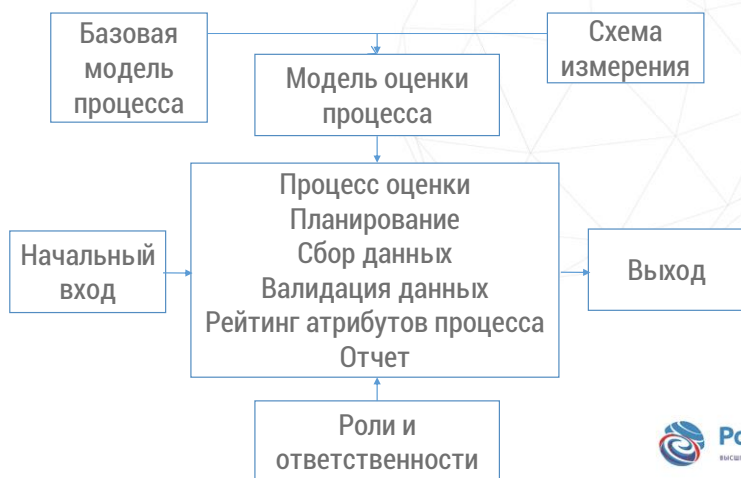 Базовая
модель
процесса
Схема
измерения
Модель оценки
процесса
Процесс оценки
Планирование
Сбор данных
Валидация данных
Рейтинг атрибутов процесса
Отчет
Начальный
вход
Выход
Роли и
ответственности